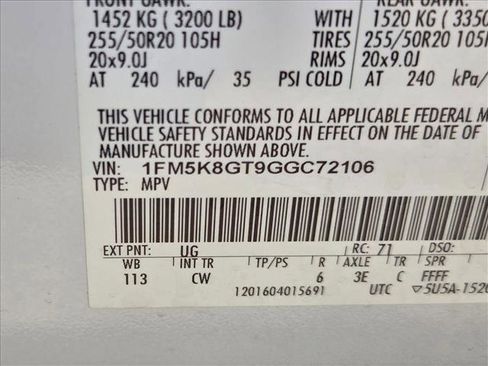 FRONT GAWR: REAR GAWR:
1452 KG ( 3200 LB) WITH 1520 KG ( 3350
255/50R20 105H TIRES 255/50R20 105H
20x9.0J RIMS 20x9.0J
AT 240 kPa/ 35 PSI COLD AT 240 kPa/
THIS VEHICLE CONFORMS TO ALL APPLICABLE FEDERAL M
VEHICLE SAFETY STANDARDS IN EFFECT ON THE DATE OF
MANUFACTURE SHOWN ABOVE.
VIN: 1FM5K8GT9GGC72106
TYPE: MPV
EXT PNT: UG RC: 71 DSO:
WB INT TR TP/PS R AXLE TR SPR
113 CW 6 3E C FFFF
1201604015691 UTC ▽5U5A-1520